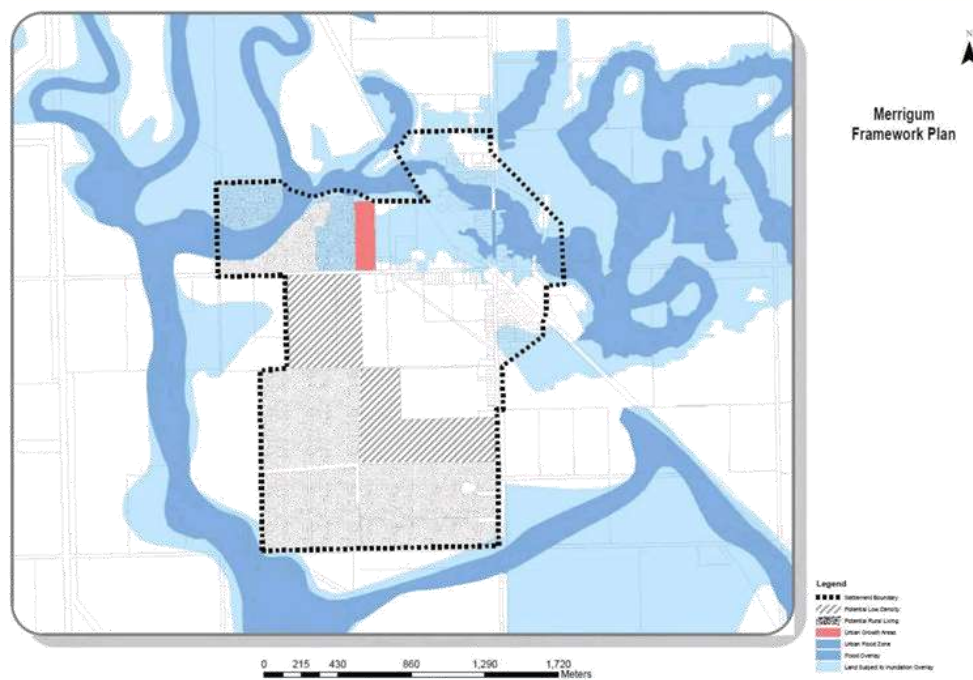 N
Merrigum
Framework Plan
Legend
Settlement Boundary
Potential Low Density
Potential Rural Living
Urban Growth Areas
Urban Flood Zone
Flood Overlay
Land Subject to Inundation Overlay
0 215 430 860 1,290 1,720
Meters